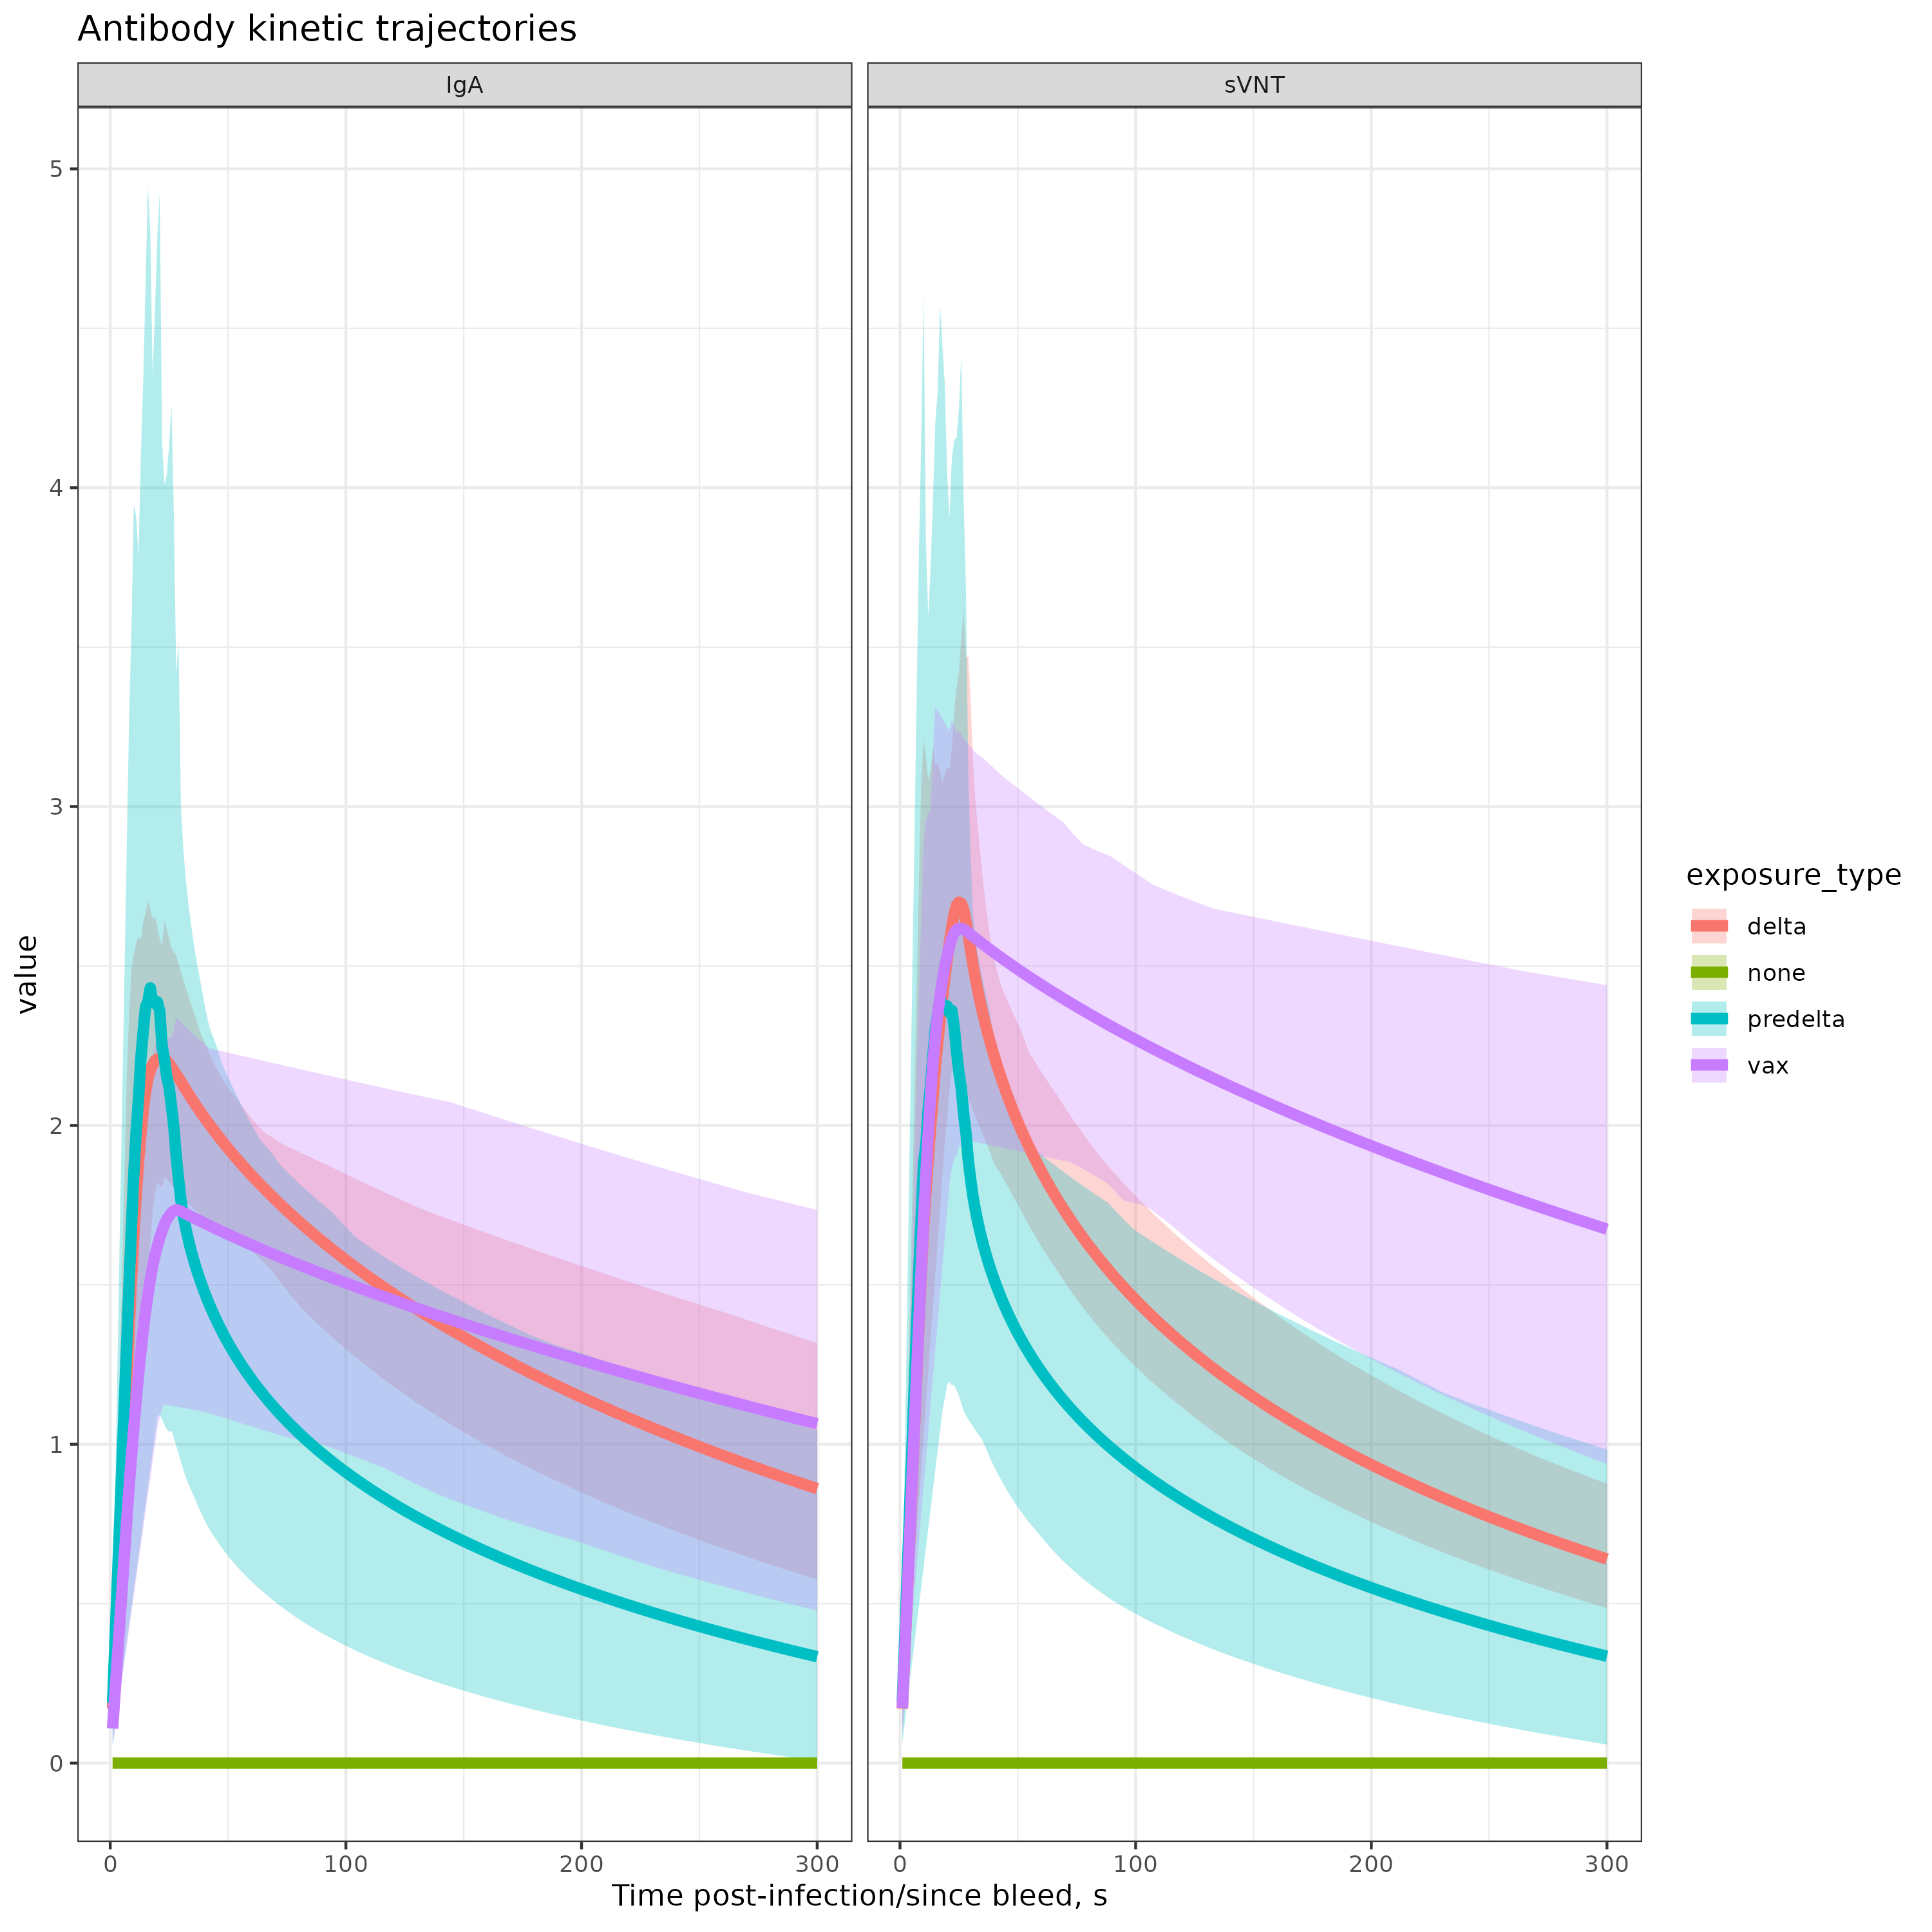 Antibody kinetic trajectories
IgA
sVNT
5
4
3
2
1
0
value
0 100 200 300
0 100 200 300
Time post-infection/since bleed, s
exposure_type
delta
none
predelta
vax